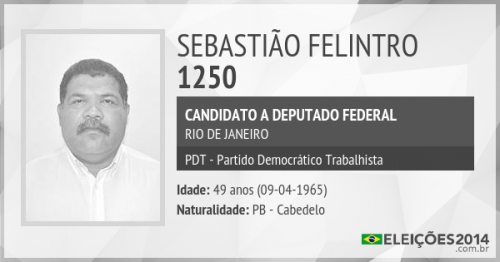 SEBASTIÃO FELINTRO
1250
CANDIDATO A DEPUTADO FEDERAL
RIO DE JANEIRO
PDT - Partido Democrático Trabalhista
Idade: 49 anos (09-04-1965)
Naturalidade: PB - Cabedelo
ELEIÇÕES2014
.com.br